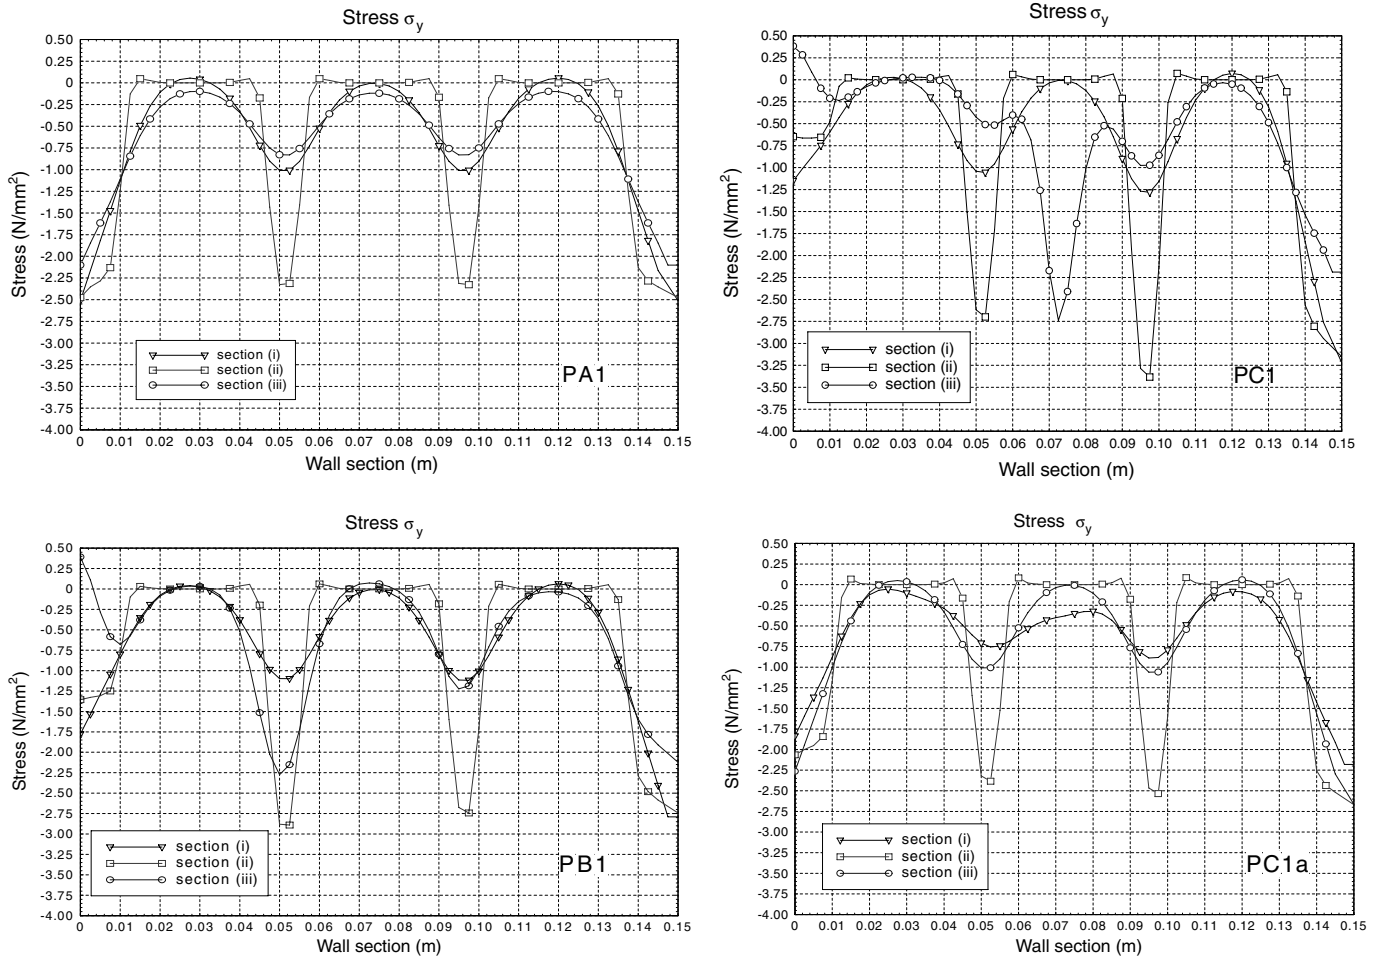 Stress σy
0.50
0.25
0
-0.25
-0.50
-0.75
-1.00
-1.25
-1.50
-1.75
-2.00
-2.25
-2.50
-2.75
-3.00
-3.25
-3.50
-3.75
-4.00
Stress (N/mm²)
section (i)
section (ii)
section (iii)
PA1
0 0.01 0.02 0.03 0.04 0.05 0.06 0.07 0.08 0.09 0.10 0.11 0.12 0.13 0.14 0.15
Wall section (m)
Stress σy
0.50
0.25
0
-0.25
-0.50
-0.75
-1.00
-1.25
-1.50
-1.75
-2.00
-2.25
-2.50
-2.75
-3.00
-3.25
-3.50
-3.75
-4.00
Stress (N/mm²)
section (i)
section (ii)
section (iii)
PC1
0 0.01 0.02 0.03 0.04 0.05 0.06 0.07 0.08 0.09 0.10 0.11 0.12 0.13 0.14 0.15
Wall section (m)
Stress σy
0.50
0.25
0
-0.25
-0.50
-0.75
-1.00
-1.25
-1.50
-1.75
-2.00
-2.25
-2.50
-2.75
-3.00
-3.25
-3.50
-3.75
-4.00
Stress (N/mm²)
section (i)
section (ii)
section (iii)
PB1
0 0.01 0.02 0.03 0.04 0.05 0.06 0.07 0.08 0.09 0.10 0.11 0.12 0.13 0.14 0.15
Wall section (m)
Stress σy
0.50
0.25
0
-0.25
-0.50
-0.75
-1.00
-1.25
-1.50
-1.75
-2.00
-2.25
-2.50
-2.75
-3.00
-3.25
-3.50
-3.75
-4.00
Stress (N/mm²)
section (i)
section (ii)
section (iii)
PC1a
0 0.01 0.02 0.03 0.04 0.05 0.06 0.07 0.08 0.09 0.10 0.11 0.12 0.13 0.14 0.15
Wall section (m)